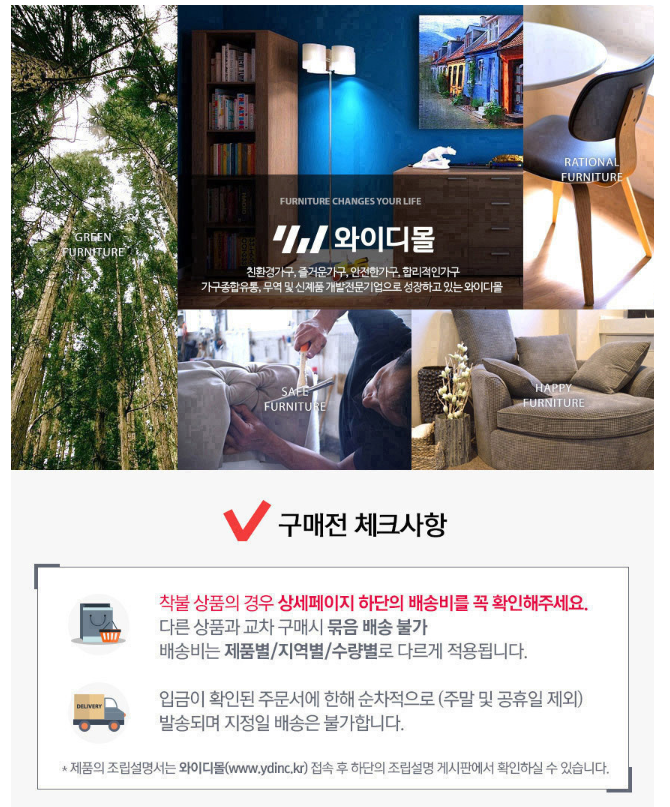 FURNITURE CHANGES YOUR LIFE
와이디몰
친환경가구, 즐거운가구, 안전한가구, 합리적인가구
가구종합유통, 무역 및 신제품 개발전문기업으로 성장하고 있는 와이디몰
GREEN
FURNITURE
RATIONAL
FURNITURE
SAFE
FURNITURE
HAPPY
FURNITURE
구매전 체크사항
착불 상품의 경우 상세페이지 하단의 배송비를 꼭 확인해주세요.
다른 상품과 교차 구매시 묶음 배송 불가
배송비는 제품별/지역별/수량별로 다르게 적용됩니다.
DELIVERY
입금이 확인된 주문서에 한해 순차적으로 (주말 및 공휴일 제외)
발송되며 지정일 배송은 불가합니다.
* 제품의 조립설명서는 와이디몰(www.ydinc.kr) 접속 후 하단의 조립설명 게시판에서 확인하실 수 있습니다.